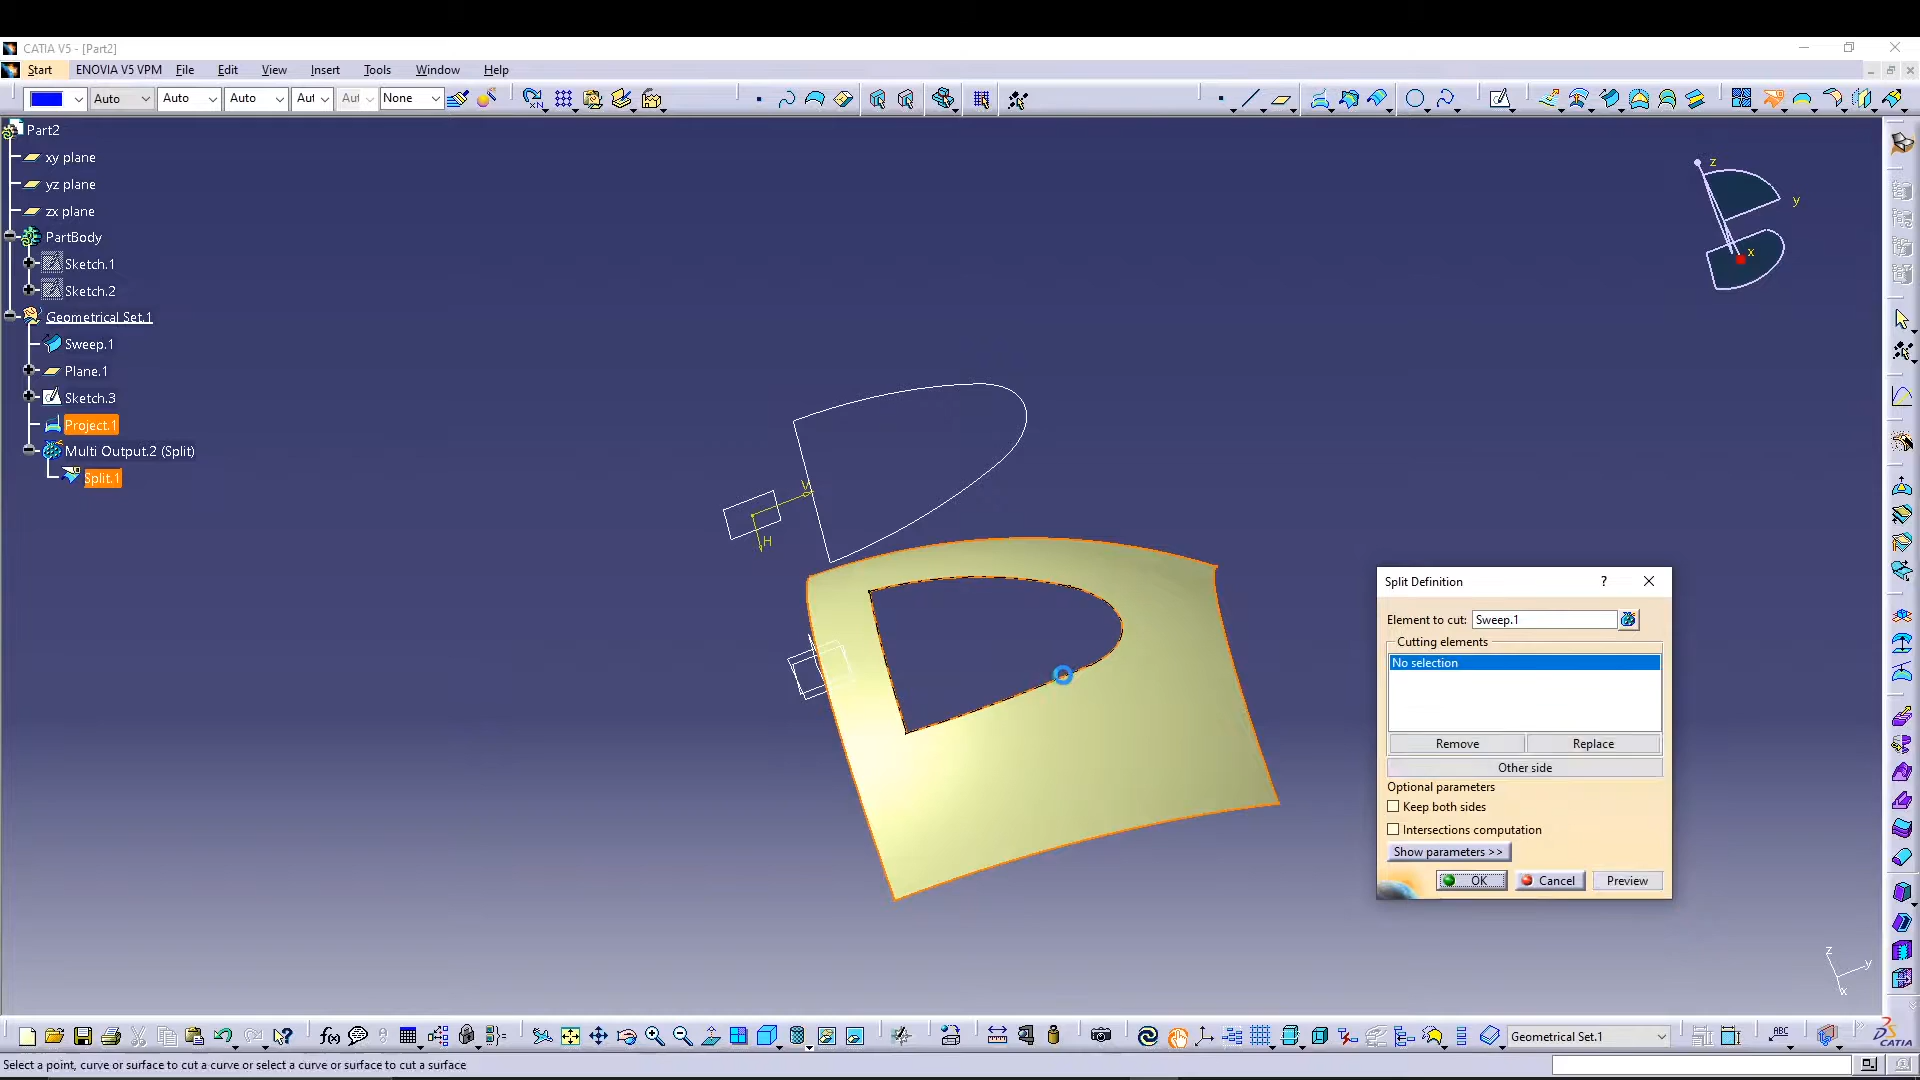 CATIA V5 - [Part2]
Start ENOVIA V5 VPM File Edit View Insert Tools Window Help
Auto Auto Auto Aut Aut None
Part2
xy plane
yz plane
zx plane
PartBody
Sketch.1
Sketch.2
Geometrical Set.1
Sweep.1
Plane.1
Sketch.3
Project.1
Multi Output.2 (Split)
Split.1
z
y
x
V
H
Split Definition ?
Element to cut: Sweep.1
Cutting elements
No selection
Remove Replace
Other side
Optional parameters
Keep both sides
Intersections computation
Show parameters >>
OK Cancel Preview
z
y
x
Geometrical Set.1
ABC
CATIA
Select a point, curve or surface to cut a curve or select a curve or surface to cut a surface